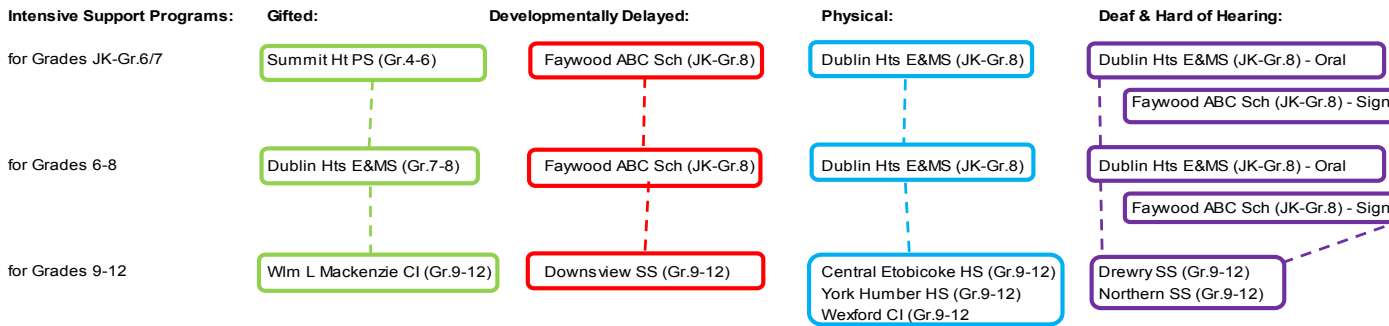 Intensive Support Programs: Gifted: Developmentally Delayed: Physical: Deaf & Hard of Hearing:
for Grades JK-Gr.6/7 Summit Ht PS (Gr.4-6) Faywood ABC Sch (JK-Gr.8) Dublin Hts E&MS (JK-Gr.8) Dublin Hts E&MS (JK-Gr.8) - Oral
Faywood ABC Sch (JK-Gr.8) - Sign
for Grades 6-8 Dublin Hts E&MS (Gr.7-8) Faywood ABC Sch (JK-Gr.8) Dublin Hts E&MS (JK-Gr.8) Dublin Hts E&MS (JK-Gr.8) - Oral
Faywood ABC Sch (JK-Gr.8) - Sign
for Grades 9-12 Wlm L Mackenzie CI (Gr.9-12) Downsview SS (Gr.9-12) Central Etobicoke HS (Gr.9-12) Drewry SS (Gr.9-12)
York Humber HS (Gr.9-12) Northern SS (Gr.9-12)
Wexford CI (Gr.9-12